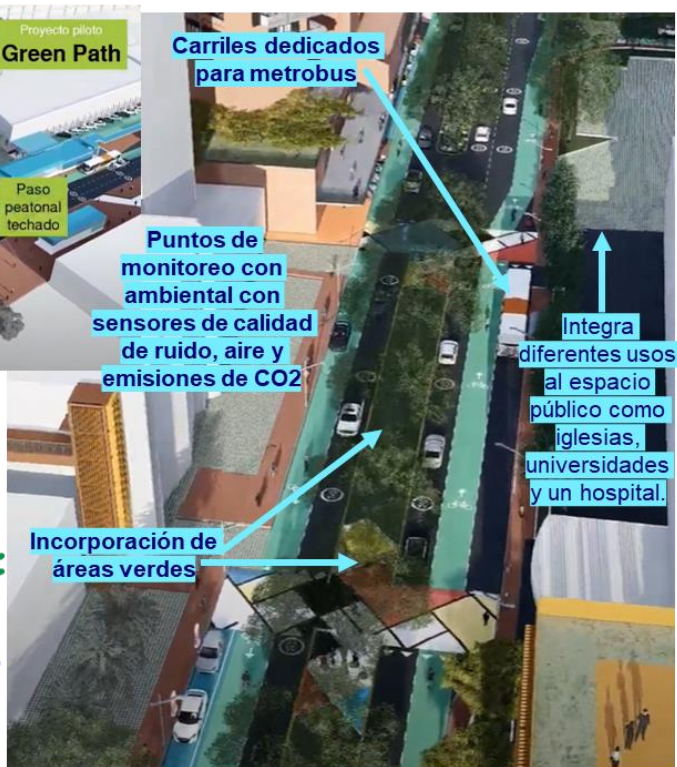 Proyecto piloto
Green Path
Paso
peatonal
techado
Carriles dedicados
para metrobus
Puntos de
monitoreo con
ambiental con
sensores de calidad
de ruido, aire y
emisiones de CO2
Integra
diferentes usos
al espacio
público como
iglesias,
universidades
y un hospital.
Incorporación de
áreas verdes